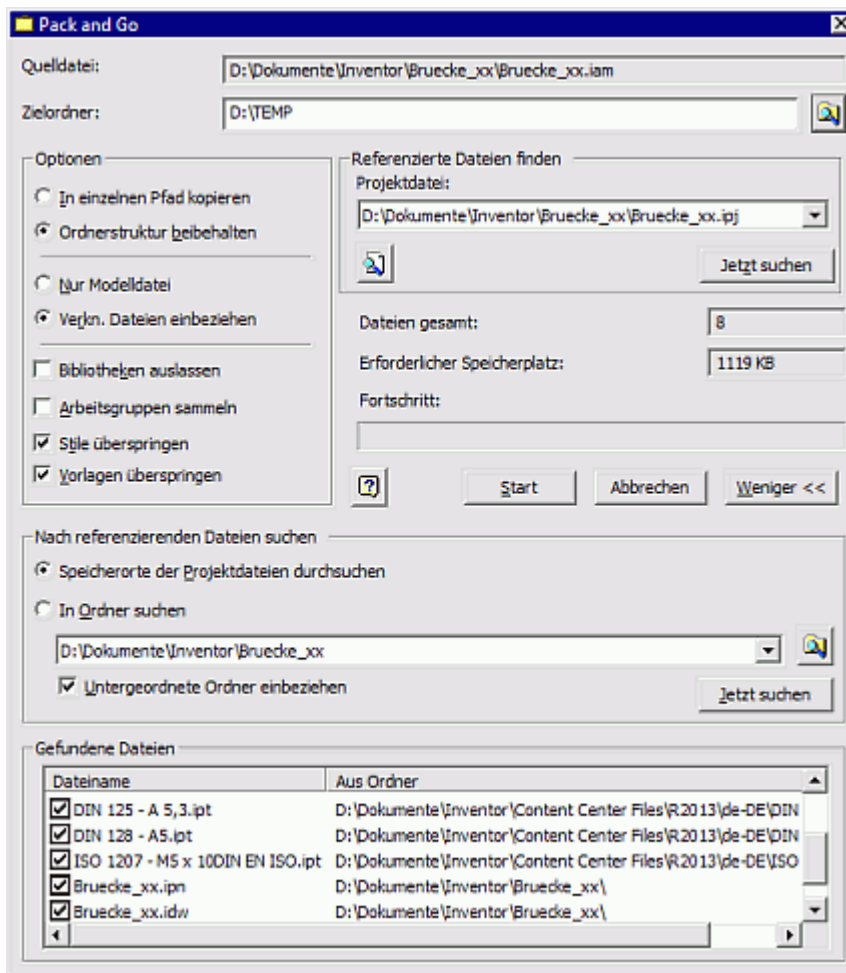 Pack and Go
Quelldatei: D:\Dokumente\Inventor\Bruecke_xx\Bruecke_xx.iam
Zielordner: D:\TEMP
Optionen
In einzelnen Pfad kopieren
Ordnerstruktur beibehalten
Nur Modelldatei
Verkn. Dateien einbeziehen
Bibliotheken auslassen
Arbeitsgruppen sammeln
Stile überspringen
Vorlagen überspringen
Referenzierte Dateien finden
Projektdatei:
D:\Dokumente\Inventor\Bruecke_xx\Bruecke_xx.ipj
Jetzt suchen
Dateien gesamt: 8
Erforderlicher Speicherplatz: 1119 KB
Fortschritt:
Start Abbrechen Weniger <<
Nach referenzierenden Dateien suchen
Speicherorte der Projektdateien durchsuchen
In Ordner suchen
D:\Dokumente\Inventor\Bruecke_xx
Untergeordnete Ordner einbeziehen
Jetzt suchen
Gefundene Dateien
Dateiname Aus Ordner
DIN 125 - A 5,3.ipt D:\Dokumente\Inventor\Content Center Files\R2013\de-DE\DIN
DIN 128 - A5.ipt D:\Dokumente\Inventor\Content Center Files\R2013\de-DE\DIN
ISO 1207 - M5 x 10DIN EN ISO.ipt D:\Dokumente\Inventor\Content Center Files\R2013\de-DE\ISO
Bruecke_xx.ipn D:\Dokumente\Inventor\Bruecke_xx\
Bruecke_xx.idw D:\Dokumente\Inventor\Bruecke_xx\